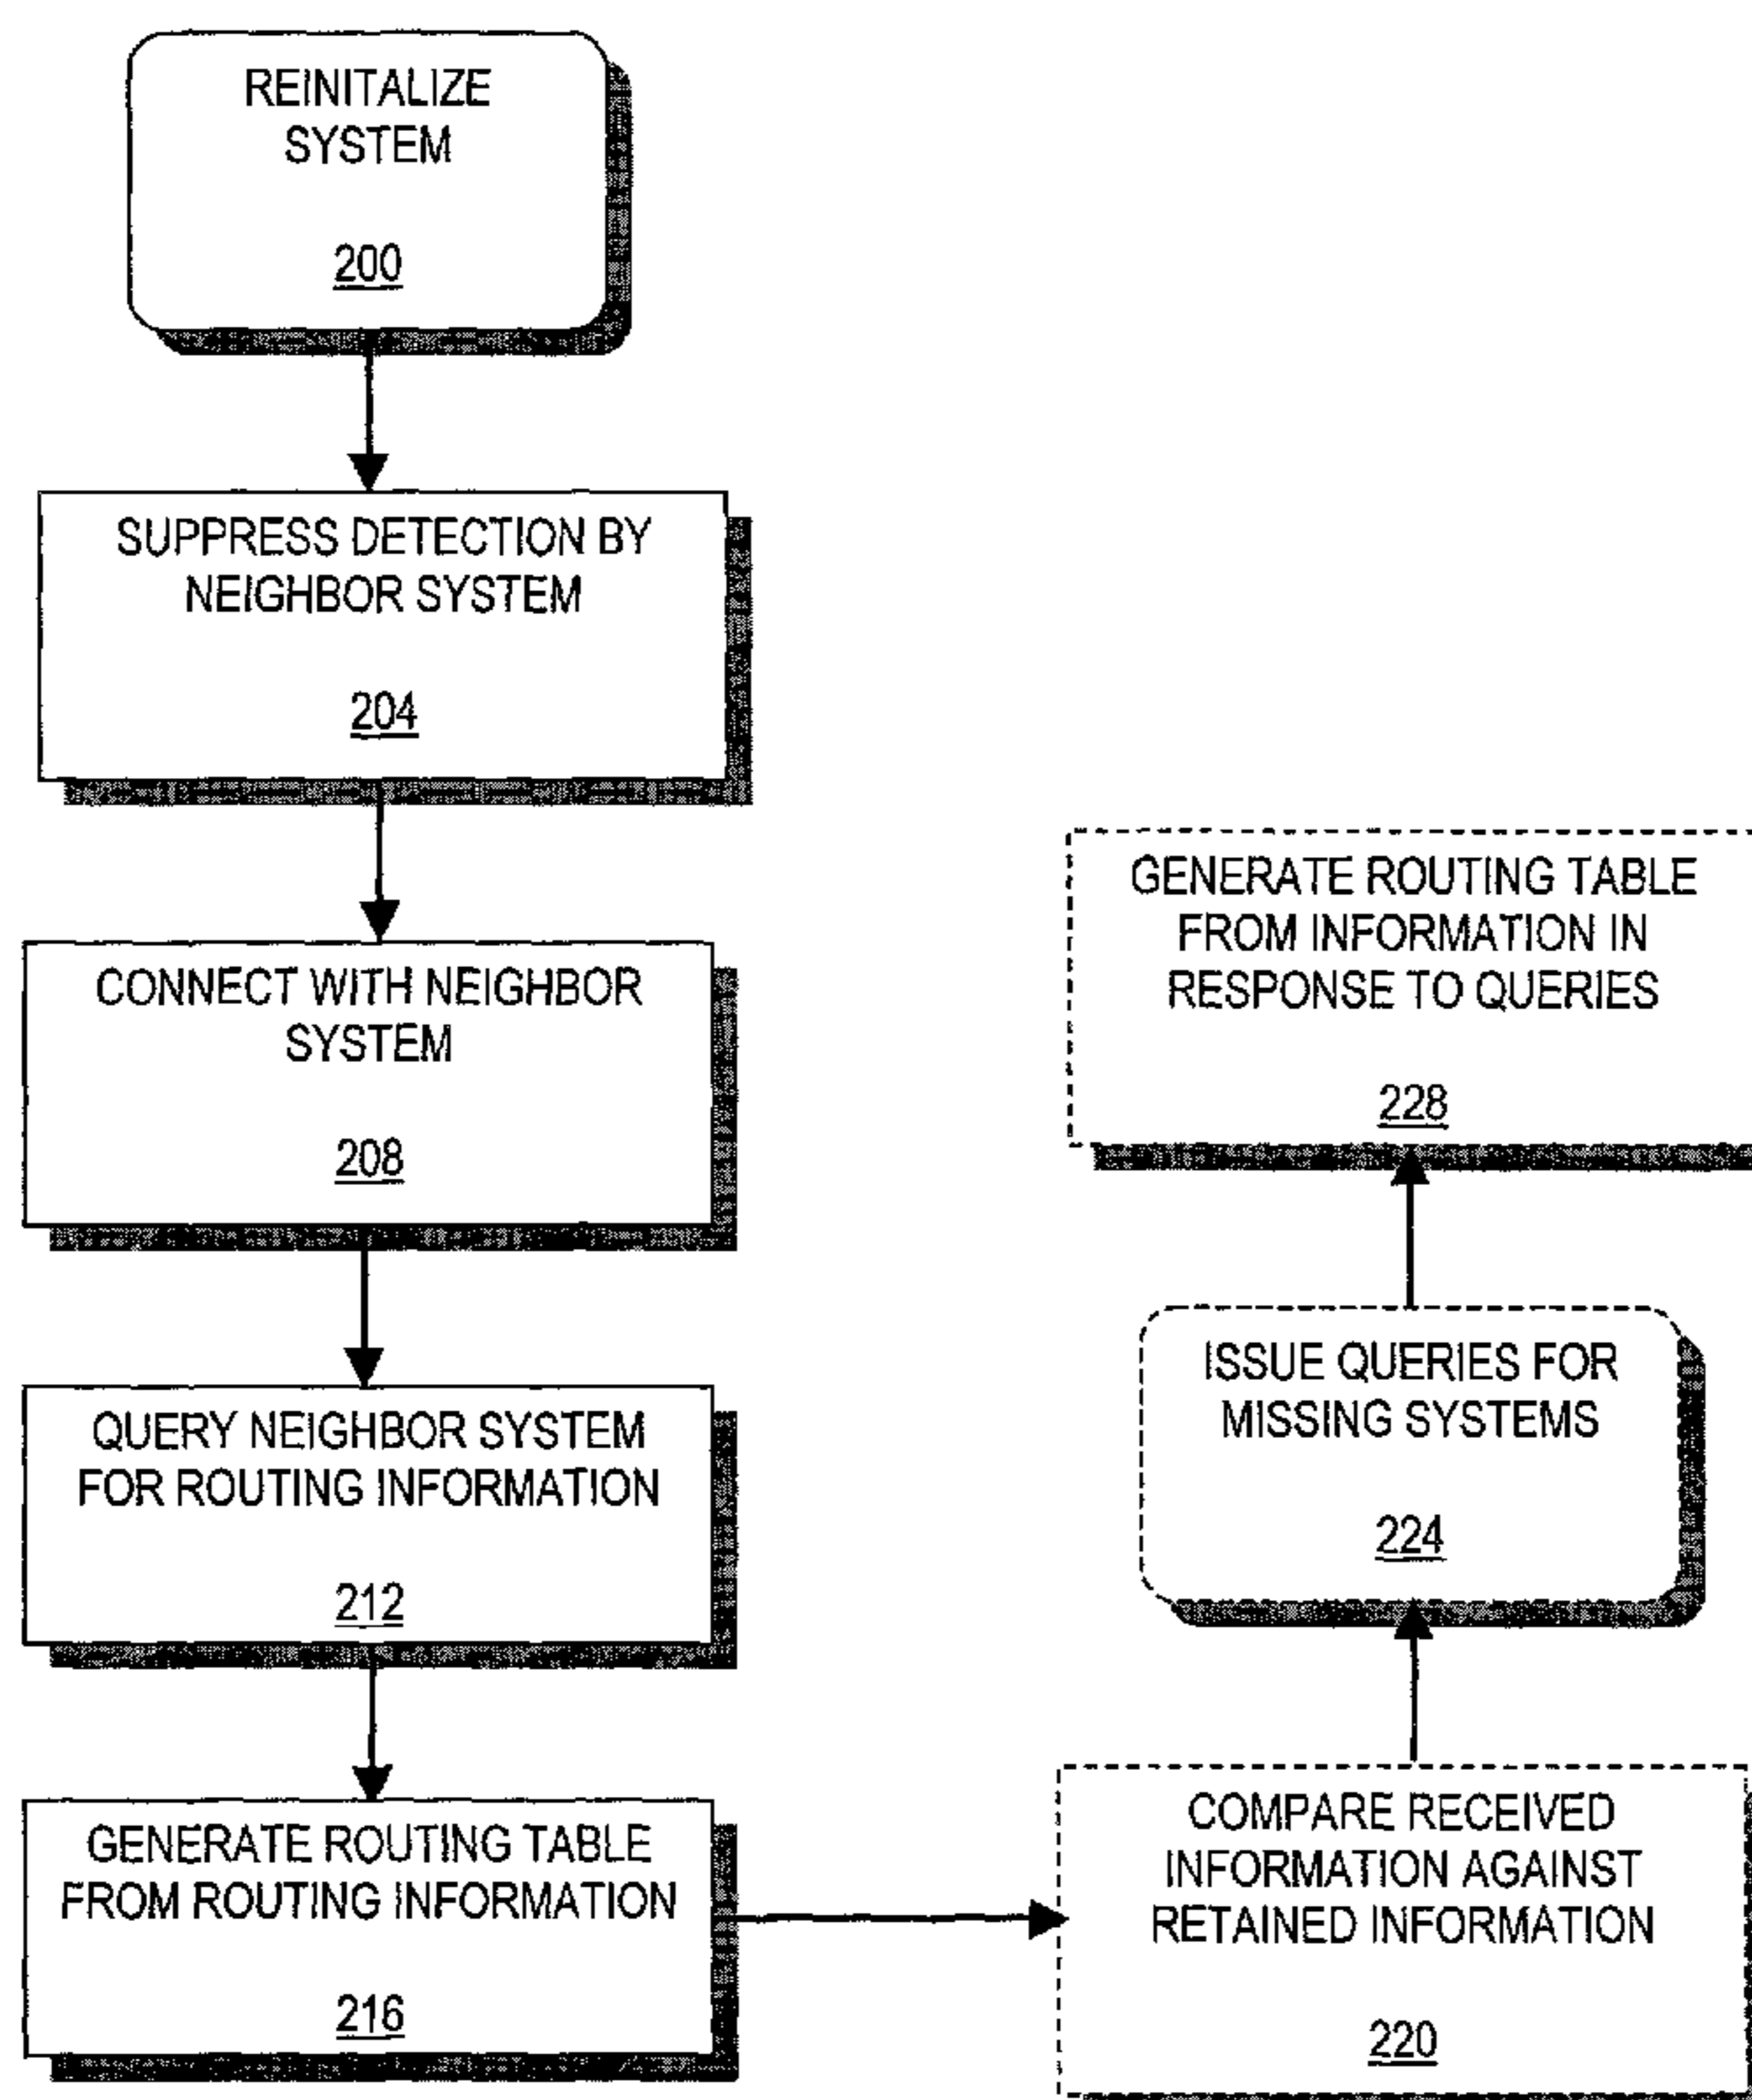 REINITALIZE
SYSTEM
200
SUPPRESS DETECTION BY
NEIGHBOR SYSTEM
204
CONNECT WITH NEIGHBOR
SYSTEM
208
QUERY NEIGHBOR SYSTEM
FOR ROUTING INFORMATION
212
GENERATE ROUTING TABLE
FROM ROUTING INFORMATION
216
COMPARE RECEIVED
INFORMATION AGAINST
RETAINED INFORMATION
220
ISSUE QUERIES FOR
MISSING SYSTEMS
224
GENERATE ROUTING TABLE
FROM INFORMATION IN
RESPONSE TO QUERIES
228